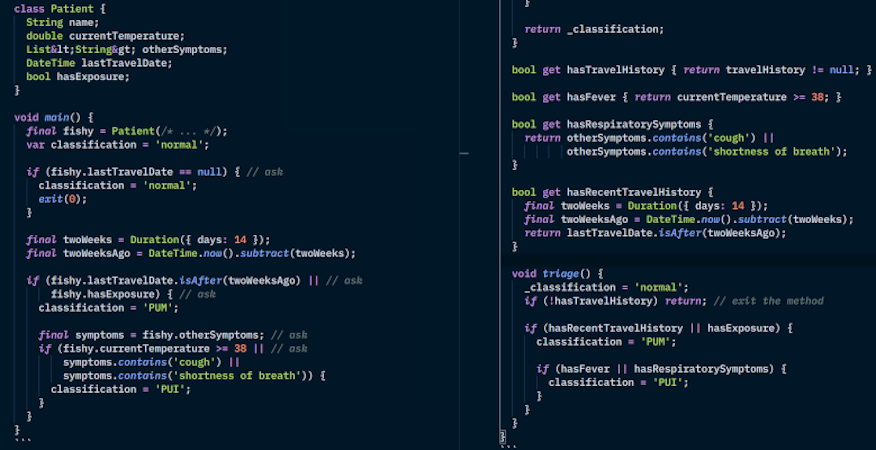 class Patient {
  String name;
  double currentTemperature;
  List&lt;String&gt; otherSymptoms;
  DateTime lastTravelDate;
  bool hasExposure;
}

void main() {
  final fishy = Patient(/* ... */);
  var classification = 'normal';

  if (fishy.lastTravelDate == null) { // ask
    classification = 'normal';
    exit(0);
  }

  final twoWeeks = Duration({ days: 14 });
  final twoWeeksAgo = DateTime.now().subtract(twoWeeks);

  if (fishy.lastTravelDate.isAfter(twoWeeksAgo) || // ask
      fishy.hasExposure) { // ask
    classification = 'PUM';

    final symptoms = fishy.otherSymptoms; // ask
    if (fishy.currentTemperature >= 38 || // ask
        symptoms.contains('cough') ||
        symptoms.contains('shortness of breath')) {
      classification = 'PUI';
    }
  }
}
```
  }

  return _classification;
}

bool get hasTravelHistory { return travelHistory != null; }

bool get hasFever { return currentTemperature >= 38; }

bool get hasRespiratorySymptoms {
  return otherSymptoms.contains('cough') ||
         otherSymptoms.contains('shortness of breath');
}

bool get hasRecentTravelHistory {
  final twoWeeks = Duration({ days: 14 });
  final twoWeeksAgo = DateTime.now().subtract(twoWeeks);
  return lastTravelDate.isAfter(twoWeeksAgo);
}

void triage() {
  _classification = 'normal';
  if (!hasTravelHistory) return; // exit the method

  if (hasRecentTravelHistory || hasExposure) {
    classification = 'PUM';

    if (hasFever || hasRespiratorySymptoms) {
      classification = 'PUI';
    }
  }
}
```